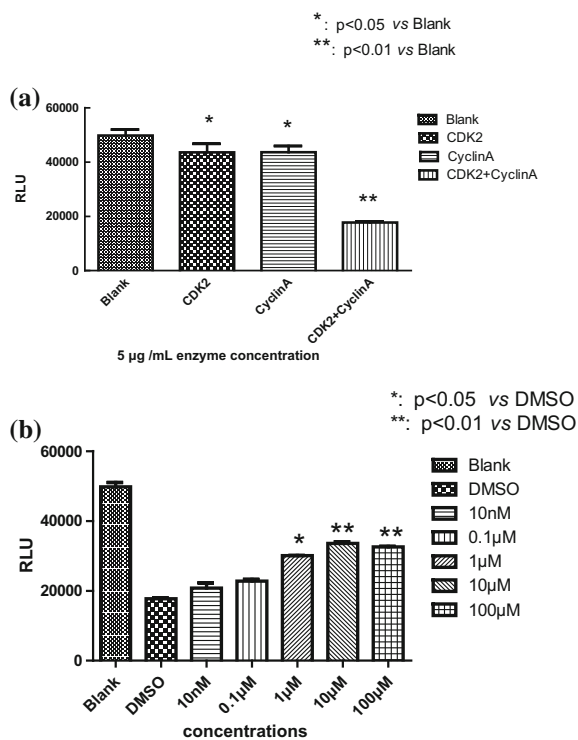 *: p<0.05 vs Blank
**: p<0.01 vs Blank
(a)
60000
40000
20000
0
RLU
Blank
CDK2
CyclinA
CDK2+CyclinA
*
*
**
Blank
CDK2
CyclinA
CDK2+CyclinA
5 µg /mL enzyme concentration
*: p<0.05 vs DMSO
**: p<0.01 vs DMSO
(b)
60000
40000
20000
0
RLU
Blank
DMSO
10nM
0.1µM
1µM
10µM
100µM
*
**
**
Blank
DMSO
10nM
0.1µM
1µM
10µM
100µM
concentrations